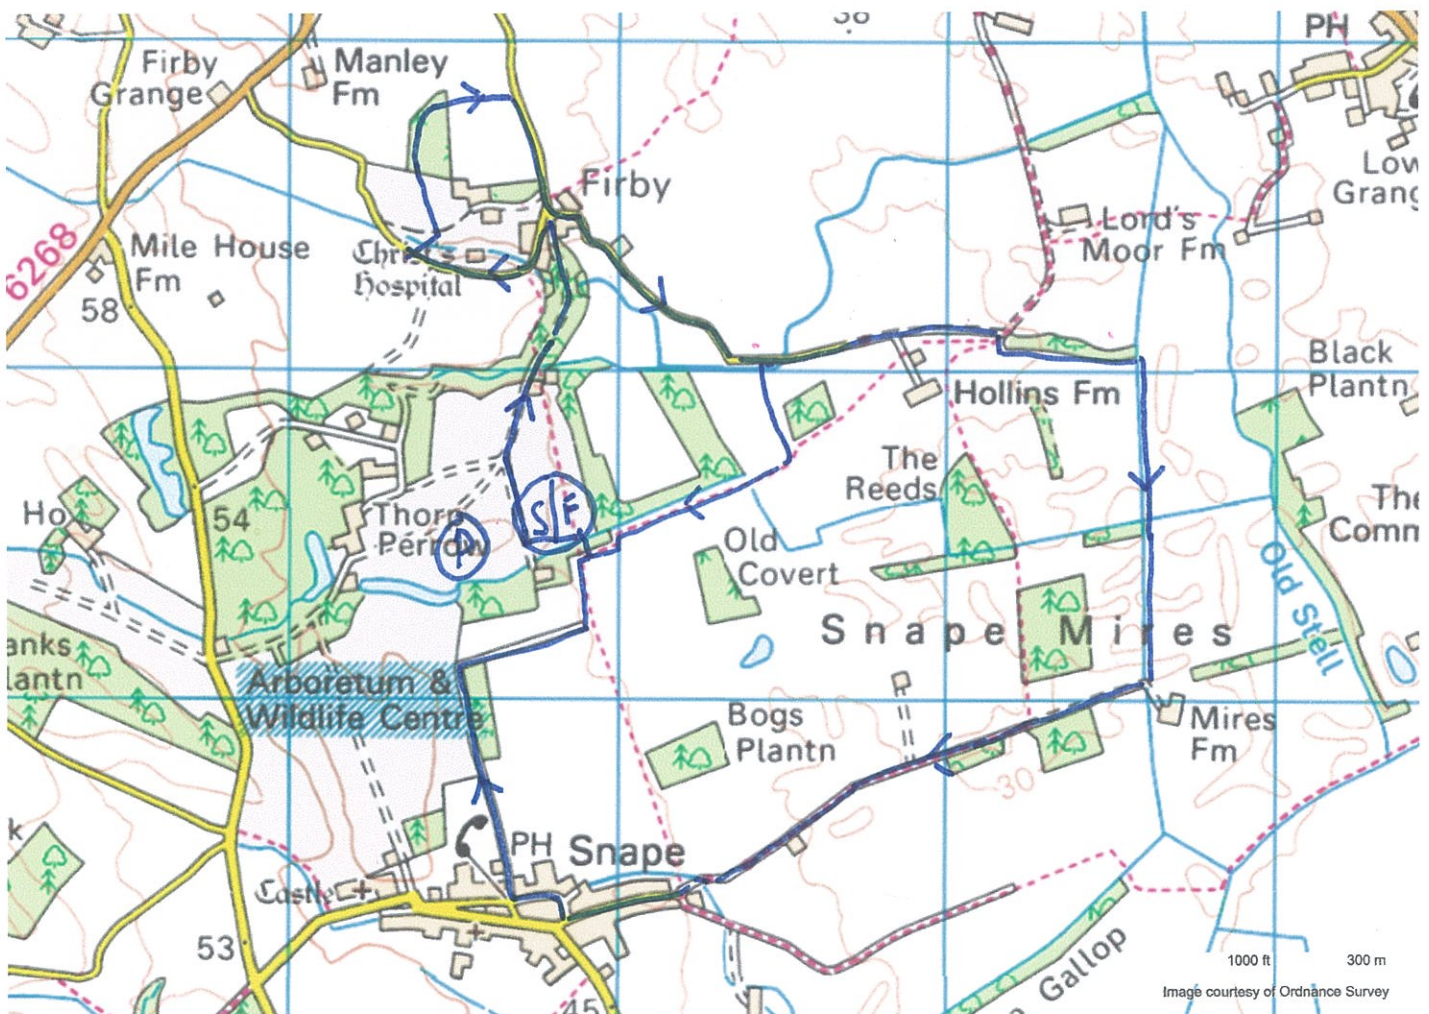 36
PH
Firby
Grange
Manley
Fm
Firby
Low
Grang
6268
Mile House
Fm
58
Christ's
Hospital
Lord's
Moor Fm
Black
Plantn
Hollins Fm
The
Reeds
Ho
54
Thorp
Perrow
P
S/F
Old
Covert
The
Comm
Old Stell
Snape Mires
anks
lantn
Arboretum &
Wildlife Centre
Bogs
Plantn
Mires
Fm
30
k
PH
Snape
Castle
53
45
Gallop
1000 ft 300 m
Image courtesy of Ordnance Survey